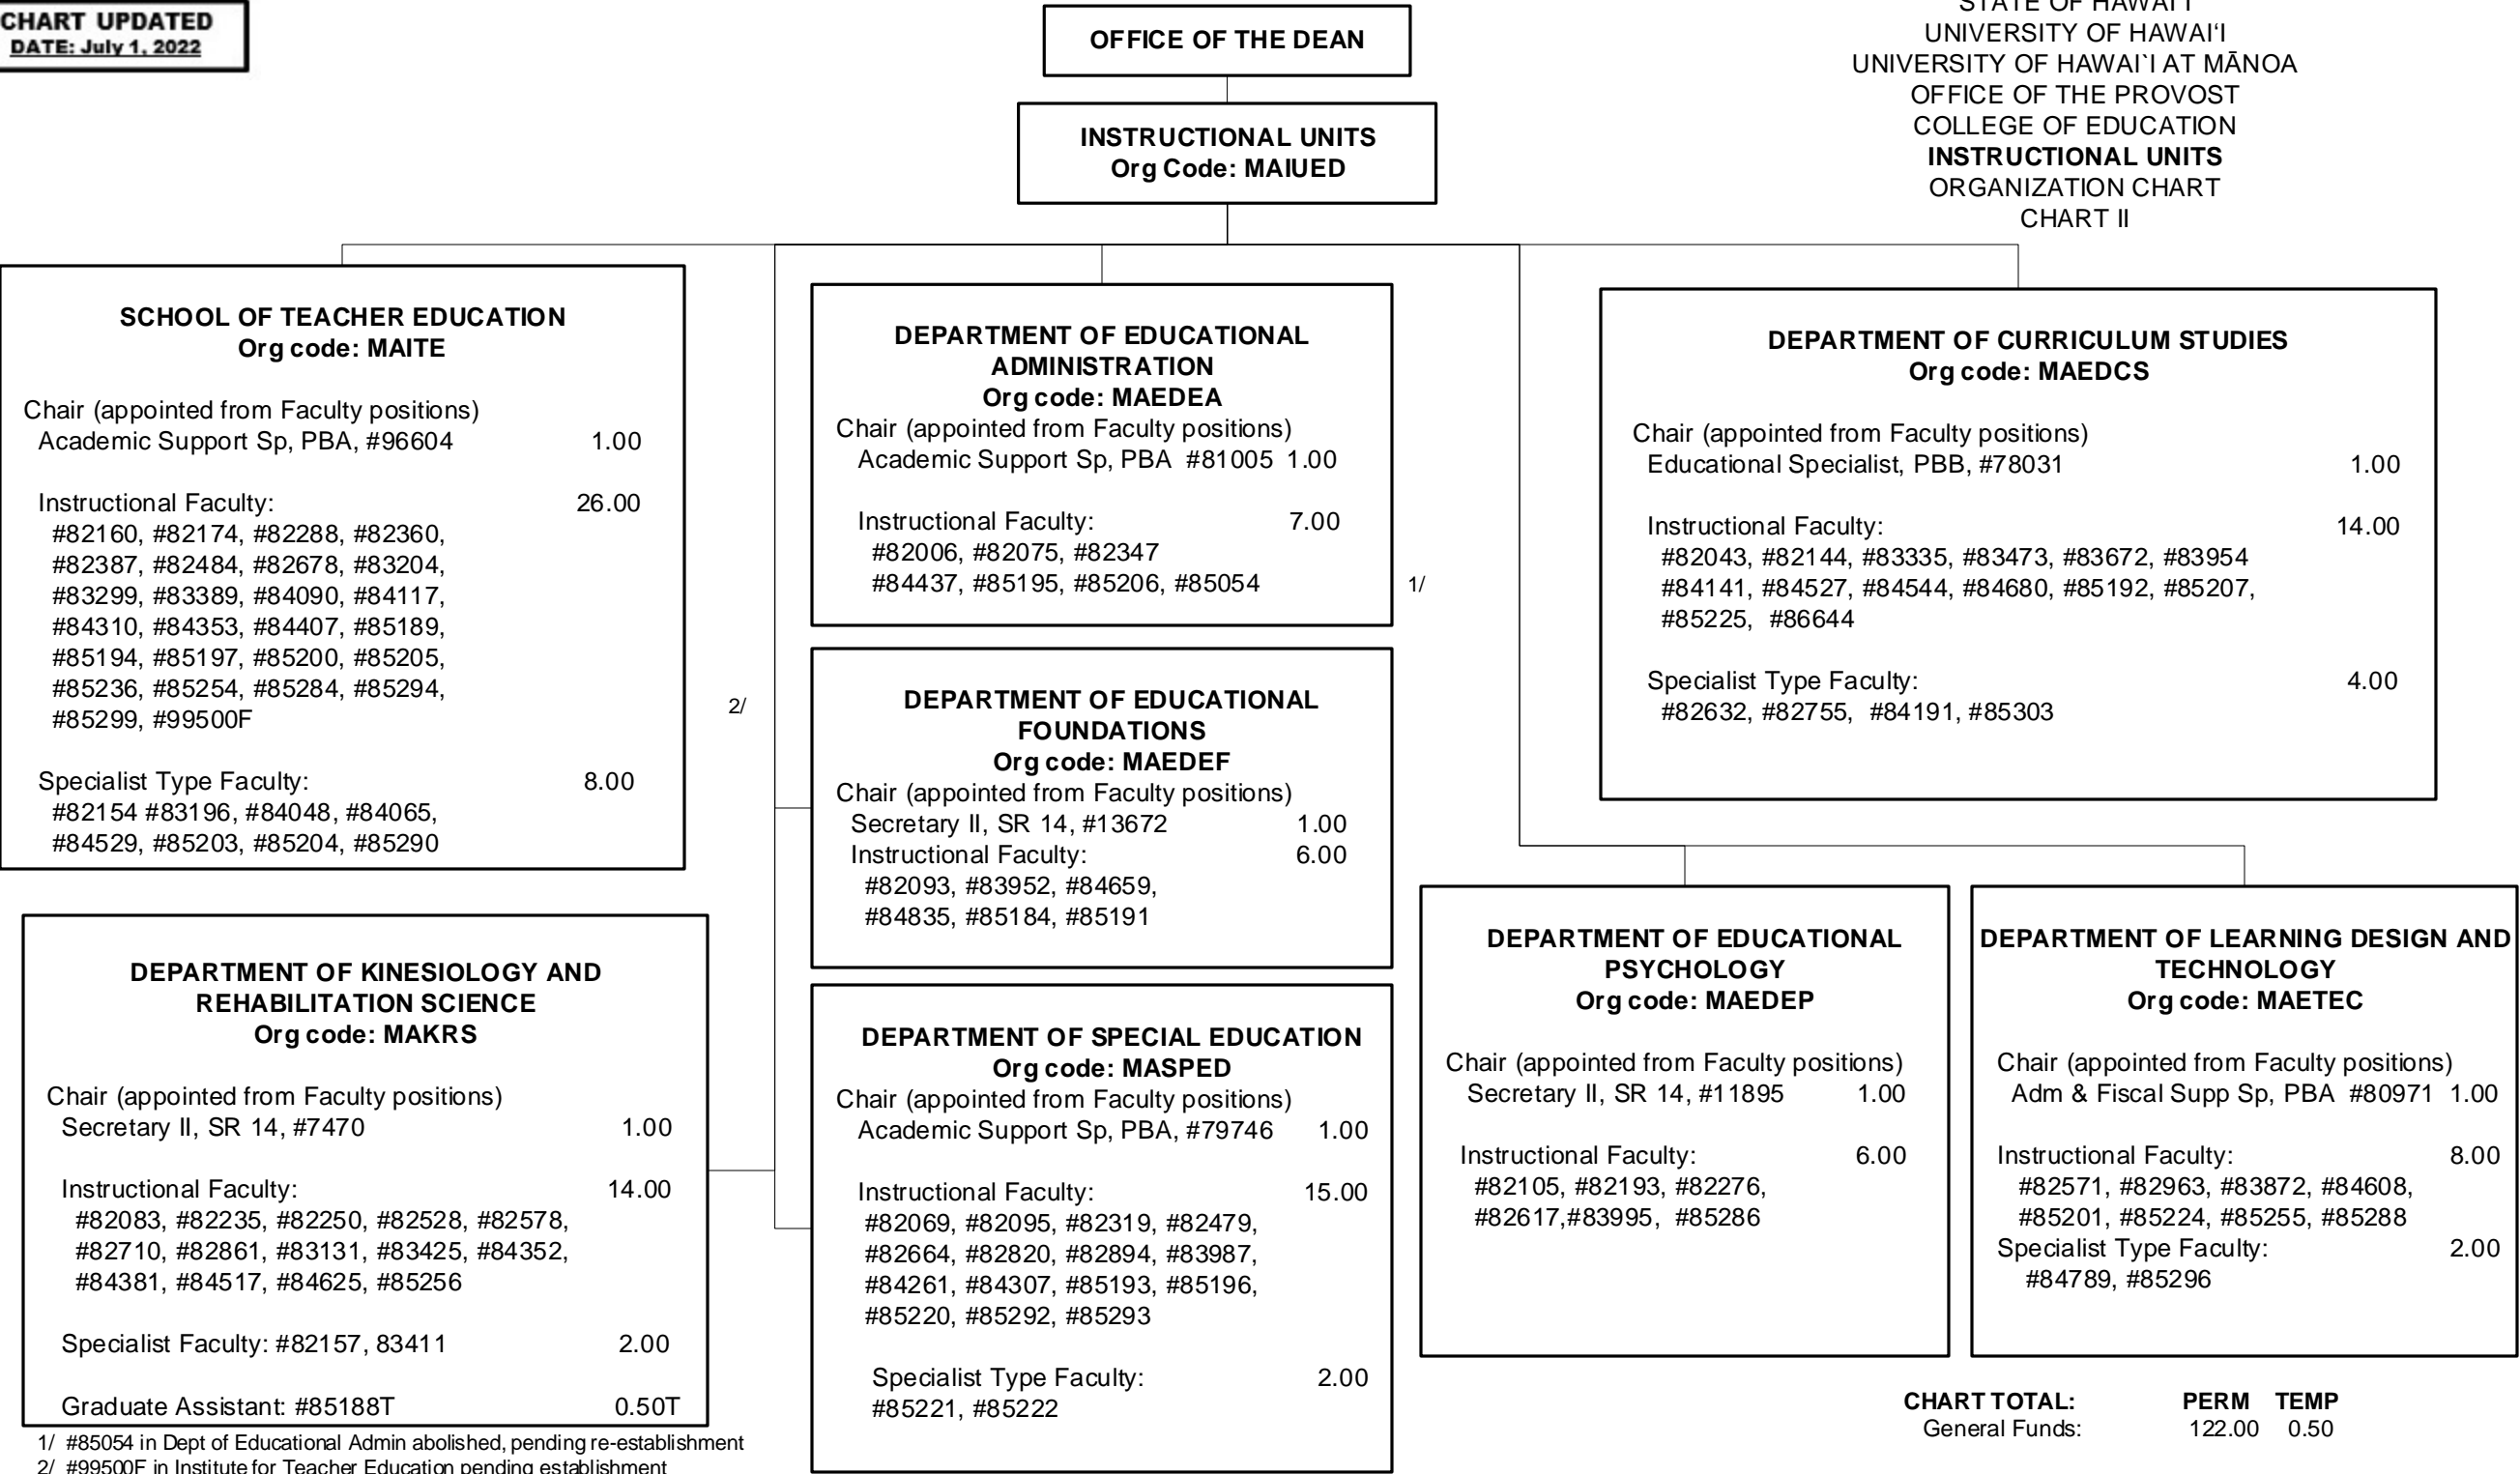 CHART UPDATED
DATE: July 1, 2022
OFFICE OF THE DEAN
INSTRUCTIONAL UNITS
Org Code: MAIUED
STATE OF HAWAI‘I
UNIVERSITY OF HAWAI‘I
UNIVERSITY OF HAWAI`I AT MĀNOA
OFFICE OF THE PROVOST
COLLEGE OF EDUCATION
INSTRUCTIONAL UNITS
ORGANIZATION CHART
CHART II
SCHOOL OF TEACHER EDUCATION
Org code: MAITE
Chair (appointed from Faculty positions)
Academic Support Sp, PBA, #96604 1.00
Instructional Faculty: 26.00
#82160, #82174, #82288, #82360,
#82387, #82484, #82678, #83204,
#83299, #83389, #84090, #84117,
#84310, #84353, #84407, #85189,
#85194, #85197, #85200, #85205,
#85236, #85254, #85284, #85294,
#85299, #99500F
2/
Specialist Type Faculty: 8.00
#82154 #83196, #84048, #84065,
#84529, #85203, #85204, #85290
DEPARTMENT OF EDUCATIONAL
ADMINISTRATION
Org code: MAEDEA
Chair (appointed from Faculty positions)
Academic Support Sp, PBA #81005 1.00
Instructional Faculty: 7.00
#82006, #82075, #82347
#84437, #85195, #85206, #85054
1/
DEPARTMENT OF CURRICULUM STUDIES
Org code: MAEDCS
Chair (appointed from Faculty positions)
Educational Specialist, PBB, #78031 1.00
Instructional Faculty: 14.00
#82043, #82144, #83335, #83473, #83672, #83954
#84141, #84527, #84544, #84680, #85192, #85207,
#85225, #86644
Specialist Type Faculty: 4.00
#82632, #82755, #84191, #85303
DEPARTMENT OF EDUCATIONAL
FOUNDATIONS
Org code: MAEDEF
Chair (appointed from Faculty positions)
Secretary II, SR 14, #13672 1.00
Instructional Faculty: 6.00
#82093, #83952, #84659,
#84835, #85184, #85191
DEPARTMENT OF KINESIOLOGY AND
REHABILITATION SCIENCE
Org code: MAKRS
Chair (appointed from Faculty positions)
Secretary II, SR 14, #7470 1.00
Instructional Faculty: 14.00
#82083, #82235, #82250, #82528, #82578,
#82710, #82861, #83131, #83425, #84352,
#84381, #84517, #84625, #85256
Specialist Faculty: #82157, 83411 2.00
Graduate Assistant: #85188T 0.50T
DEPARTMENT OF SPECIAL EDUCATION
Org code: MASPED
Chair (appointed from Faculty positions)
Academic Support Sp, PBA, #79746 1.00
Instructional Faculty: 15.00
#82069, #82095, #82319, #82479,
#82664, #82820, #82894, #83987,
#84261, #84307, #85193, #85196,
#85220, #85292, #85293
Specialist Type Faculty: 2.00
#85221, #85222
DEPARTMENT OF EDUCATIONAL
PSYCHOLOGY
Org code: MAEDEP
Chair (appointed from Faculty positions)
Secretary II, SR 14, #11895 1.00
Instructional Faculty: 6.00
#82105, #82193, #82276,
#82617,#83995, #85286
DEPARTMENT OF LEARNING DESIGN AND
TECHNOLOGY
Org code: MAETEC
Chair (appointed from Faculty positions)
Adm & Fiscal Supp Sp, PBA #80971 1.00
Instructional Faculty: 8.00
#82571, #82963, #83872, #84608,
#85201, #85224, #85255, #85288
Specialist Type Faculty: 2.00
#84789, #85296
CHART TOTAL: PERM TEMP
General Funds: 122.00 0.50
1/ #85054 in Dept of Educational Admin abolished, pending re-establishment
2/ #99500F in Institute for Teacher Education pending establishment